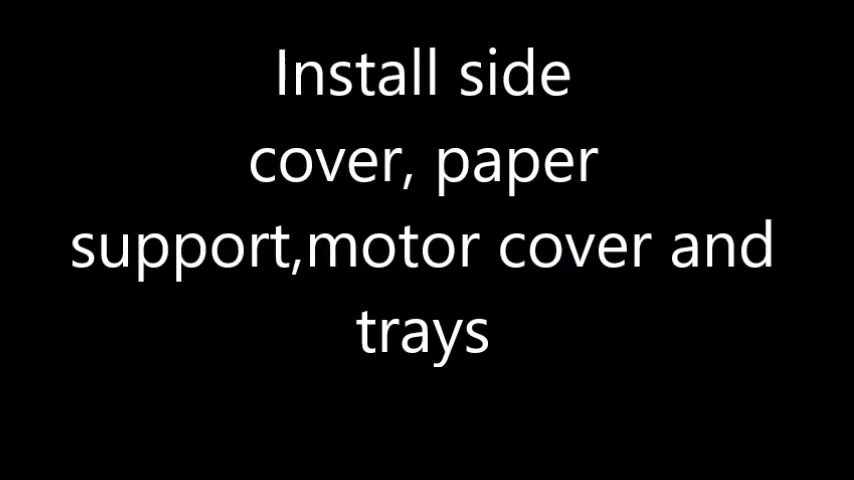 Install side
cover, paper
support,motor cover and
trays